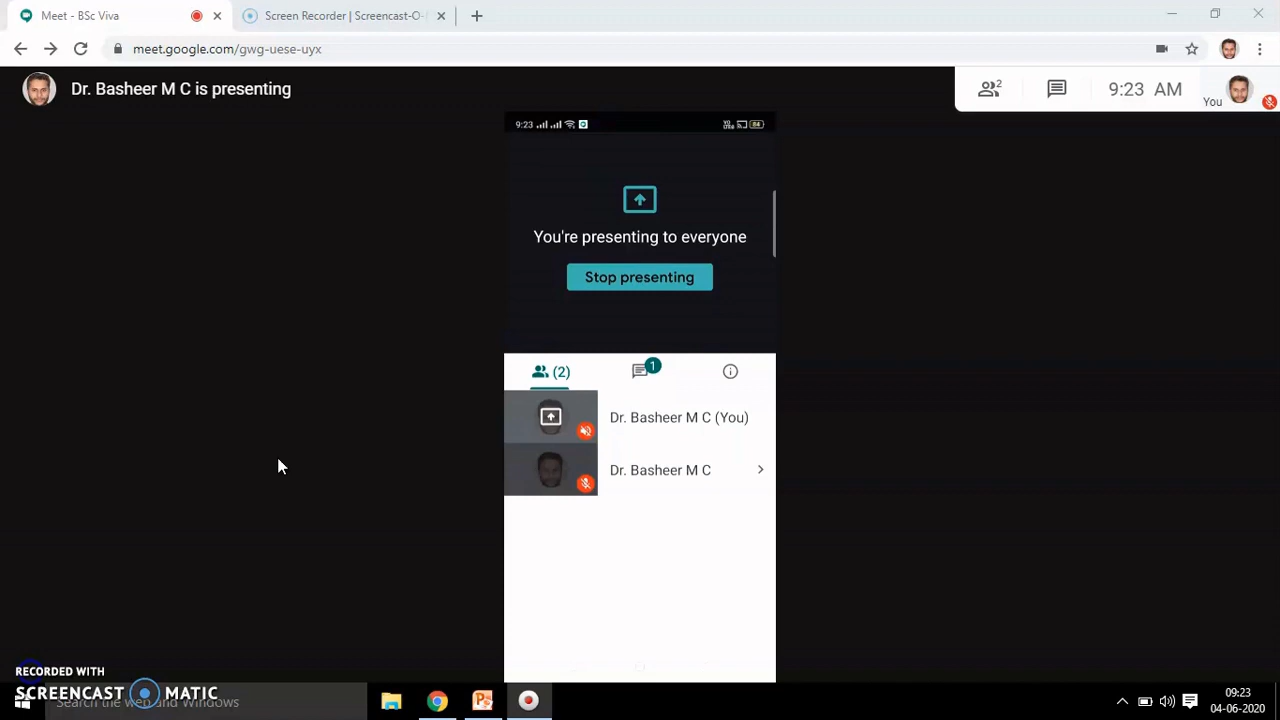 Meet - BSc Viva
Screen Recorder | Screencast-O-
meet.google.com/gwg-uese-uyx
Dr. Basheer M C is presenting
2
9:23 AM
You
9:23
84
You're presenting to everyone
Stop presenting
(2)
1
Dr. Basheer M C (You)
Dr. Basheer M C
RECORDED WITH
SCREENCAST MATIC
Search the web and Windows
09:23
04-06-2020